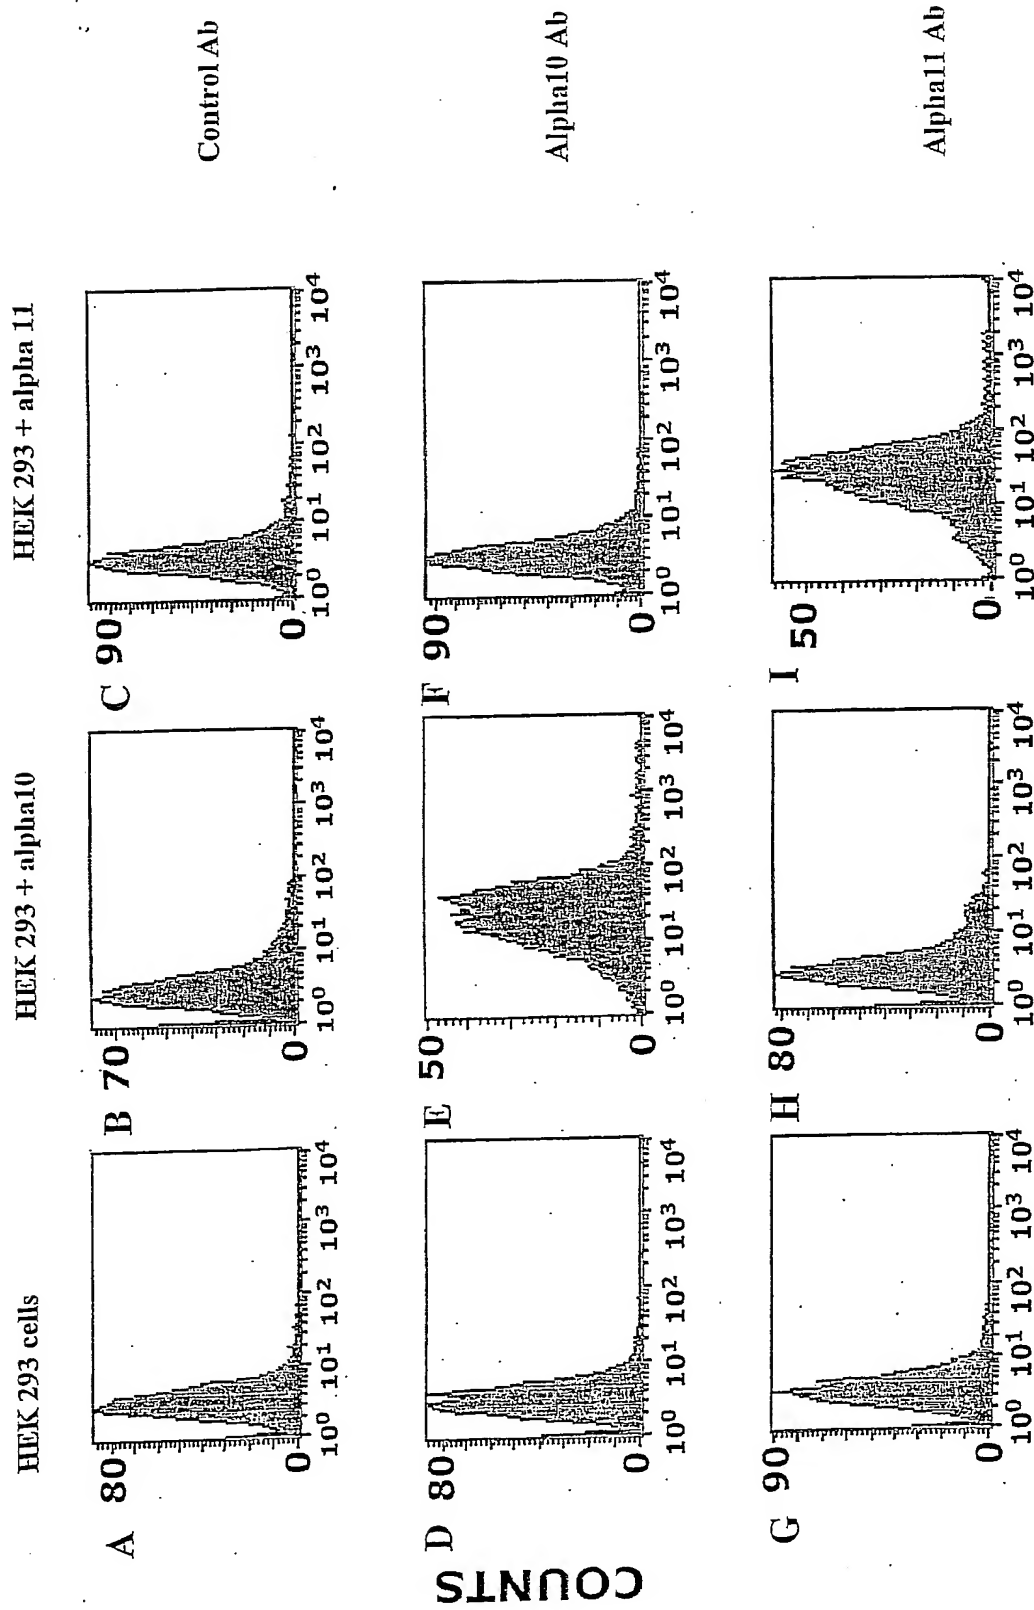 HEK 293 cells
HEK 293 + alpha10
HEK 293 + alpha 11
A
80
0
10⁰ 10¹ 10² 10³ 10⁴
B
70
0
10⁰ 10¹ 10² 10³ 10⁴
C
90
0
10⁰ 10¹ 10² 10³ 10⁴
Control Ab
D
80
0
10⁰ 10¹ 10² 10³ 10⁴
E
50
0
10⁰ 10¹ 10² 10³ 10⁴
F
90
0
10⁰ 10¹ 10² 10³ 10⁴
Alpha10 Ab
G
90
0
10⁰ 10¹ 10² 10³ 10⁴
H
80
0
10⁰ 10¹ 10² 10³ 10⁴
I
50
0
10⁰ 10¹ 10² 10³ 10⁴
Alpha11 Ab
COUNTS